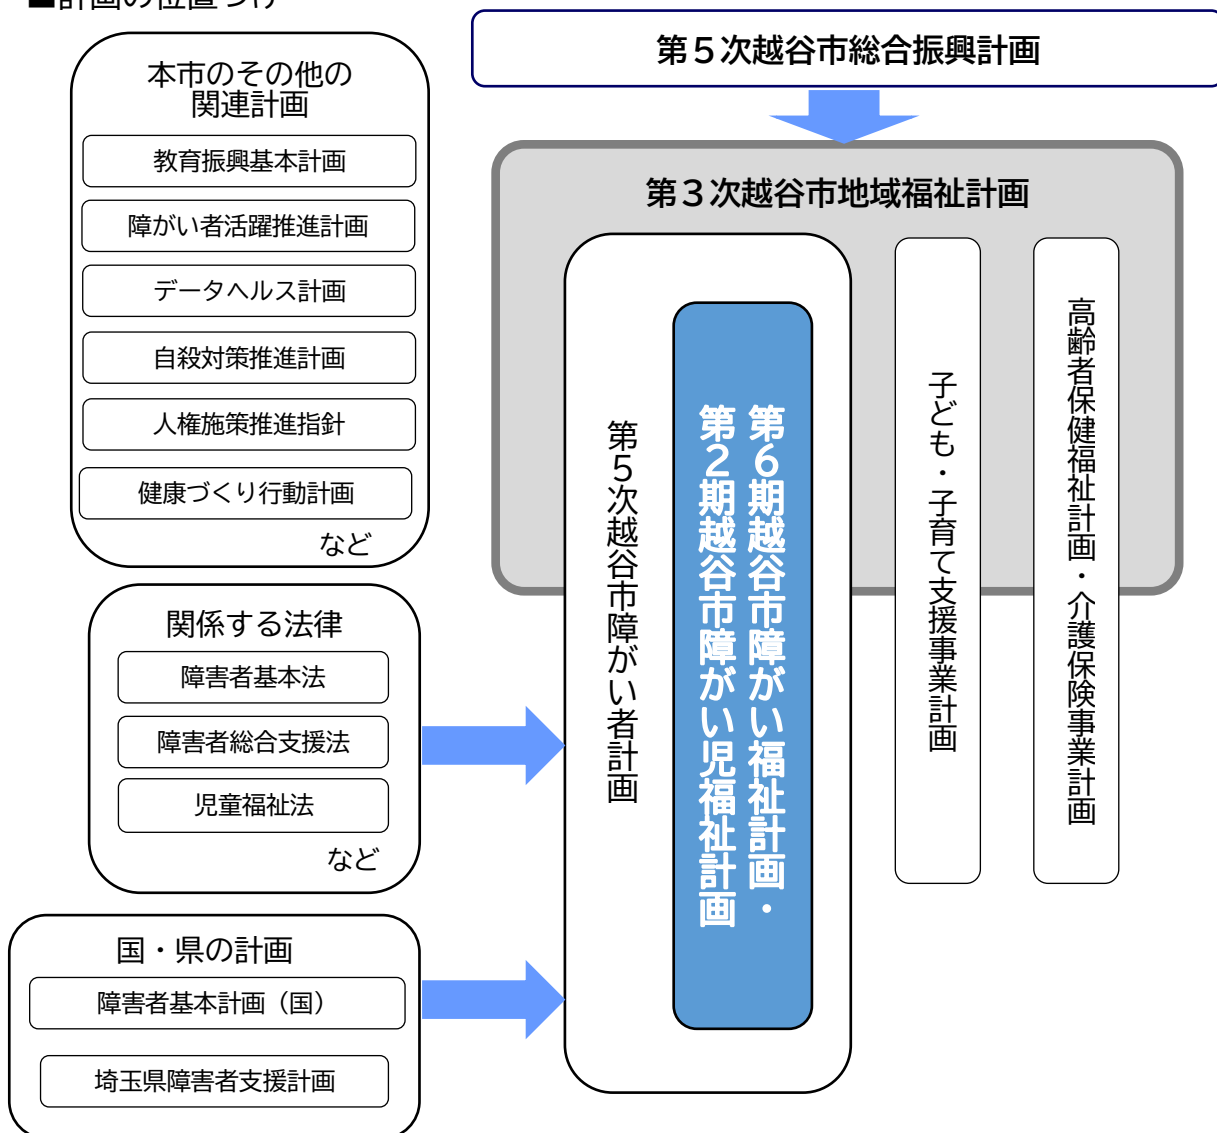 ■計画の位置づけ
第５次越谷市総合振興計画
本市のその他の
関連計画
教育振興基本計画
障がい者活躍推進計画
データヘルス計画
自殺対策推進計画
人権施策推進指針
健康づくり行動計画
など
第３次越谷市地域福祉計画
第５次越谷市障がい者計画
第６期越谷市障がい福祉計画・
第２期越谷市障がい児福祉計画
子ども・子育て支援事業計画
高齢者保健福祉計画・介護保険事業計画
関係する法律
障害者基本法
障害者総合支援法
児童福祉法
など
国・県の計画
障害者基本計画（国）
埼玉県障害者支援計画